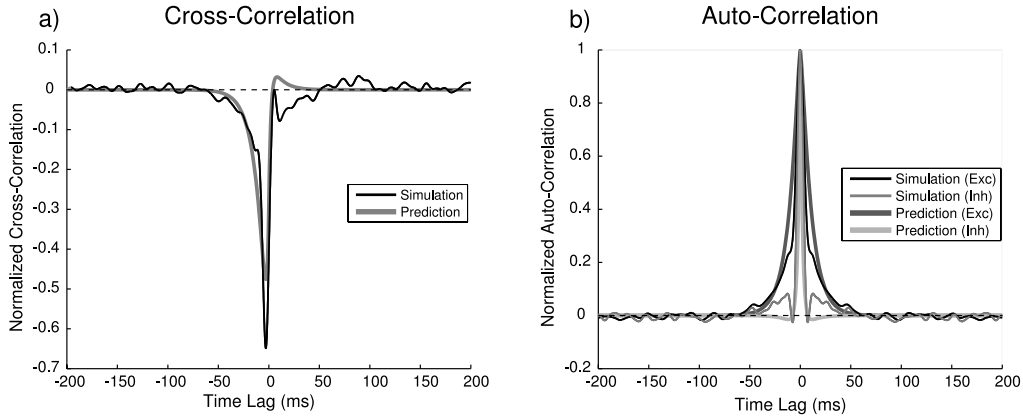 a)
Cross-Correlation
Normalized Cross-Correlation
0.1
0
-0.1
-0.2
-0.3
-0.4
-0.5
-0.6
-0.7
-200
-150
-100
-50
0
50
100
150
200
Time Lag (ms)
Simulation
Prediction
b)
Auto-Correlation
Normalized Auto-Correlation
1
0.8
0.6
0.4
0.2
0
-0.2
-200
-150
-100
-50
0
50
100
150
200
Time Lag (ms)
Simulation (Exc)
Simulation (Inh)
Prediction (Exc)
Prediction (Inh)